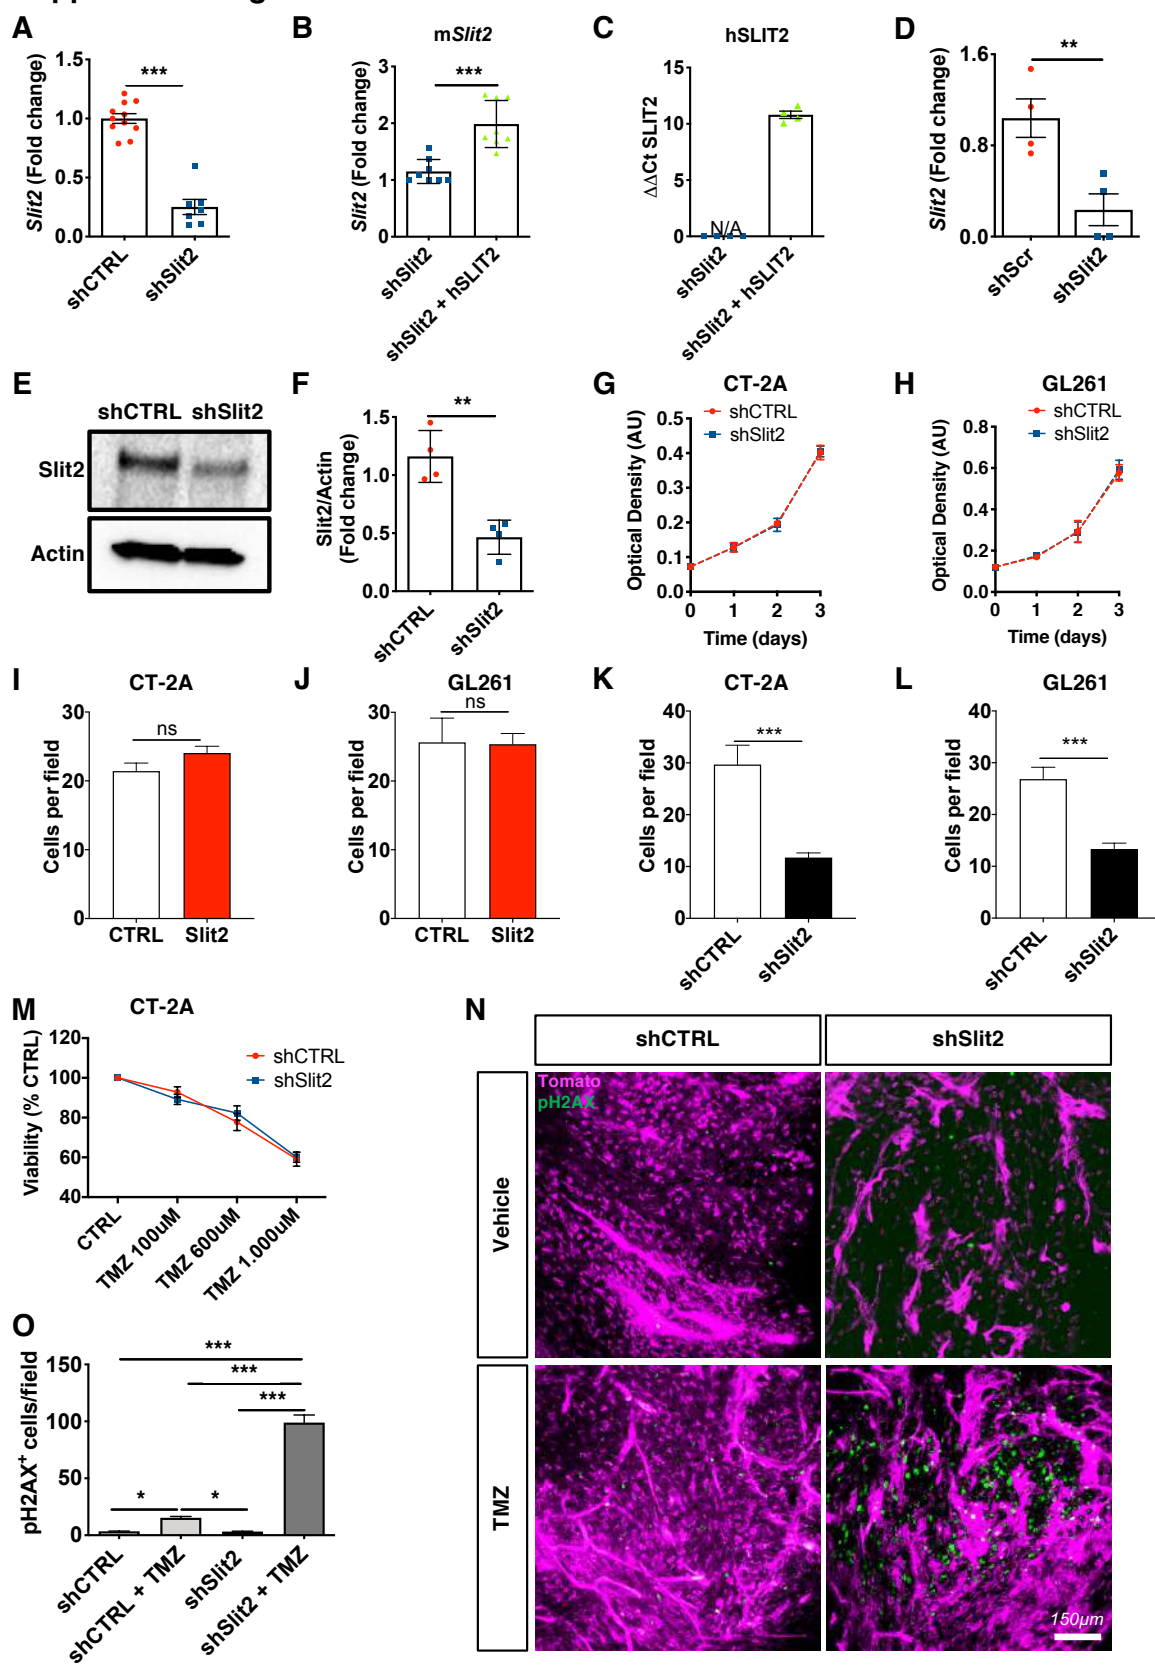 A
Slit2 (Fold change)
1.5
1.0
0.5
0.0
***
shCTRL
shSlit2
B
mSlit2
Slit2 (Fold change)
3
2
1
0
***
shSlit2
shSlit2 + hSLIT2
C
hSLIT2
ΔΔCt SLIT2
15
10
5
0
N/A
shSlit2
shSlit2 + hSLIT2
D
Slit2 (Fold change)
1.6
0.8
0.0
**
shScr
shSlit2
E
shCTRL shSlit2
Slit2
Actin
F
Slit2/Actin
(Fold change)
1.5
1.0
0.5
0.0
**
shCTRL
shSlit2
G
CT-2A
shCTRL
shSlit2
Optical Density (AU)
0.5
0.4
0.3
0.2
0.1
0.0
0 1 2 3
Time (days)
H
GL261
shCTRL
shSlit2
Optical Density (AU)
0.8
0.6
0.4
0.2
0.0
0 1 2 3
Time (days)
I
CT-2A
Cells per field
30
20
10
0
ns
CTRL Slit2
J
GL261
Cells per field
30
20
10
0
ns
CTRL Slit2
K
CT-2A
Cells per field
40
30
20
10
0
***
shCTRL
shSlit2
L
GL261
Cells per field
40
30
20
10
0
***
shCTRL
shSlit2
M
CT-2A
Viability (% CTRL)
120
100
80
60
40
shCTRL
shSlit2
CTRL
TMZ 100uM
TMZ 600uM
TMZ 1.000uM
N
shCTRL shSlit2
Vehicle
Tomato
pH2AX
TMZ
150µm
O
pH2AX+ cells/field
150
100
50
0
***
***
***
* *
shCTRL
shCTRL + TMZ
shSlit2
shSlit2 + TMZ